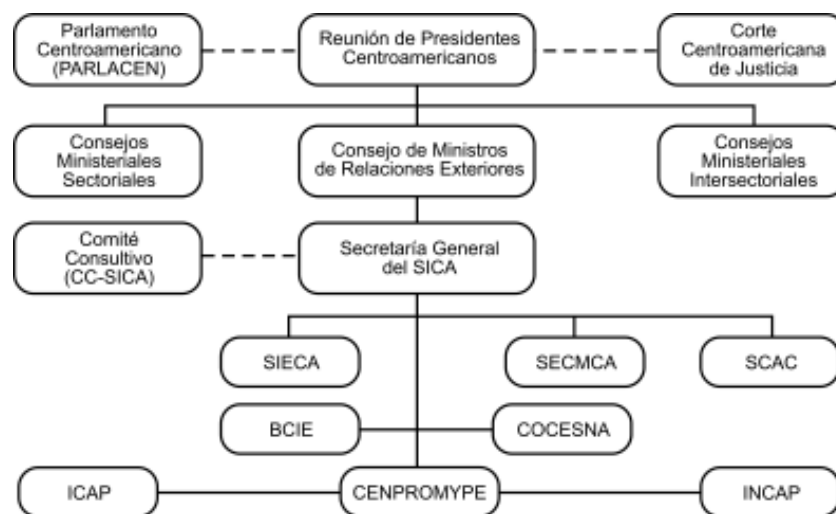 Parlamento
Centroamericano
(PARLACEN)
Reunión de Presidentes
Centroamericanos
Corte
Centroamericana
de Justicia
Consejos
Ministeriales
Sectoriales
Consejo de Ministros
de Relaciones Exteriores
Consejos
Ministeriales
Intersectoriales
Comité
Consultivo
(CC-SICA)
Secretaría General
del SICA
SIECA
SECMCA
SCAC
BCIE
COCESNA
ICAP
CENPROMYPE
INCAP